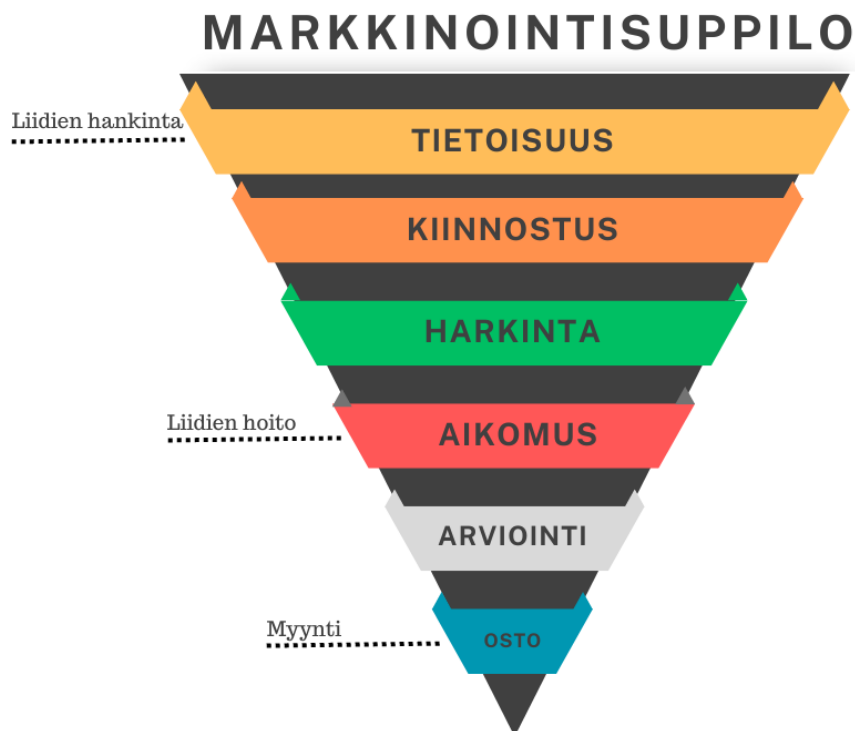 MARKKINOINTISUPPILO
Liidien hankinta
TIETOISUUS
KIINNOSTUS
HARKINTA
Liidien hoito
AIKOMUS
ARVIOINTI
Myynti
OSTO